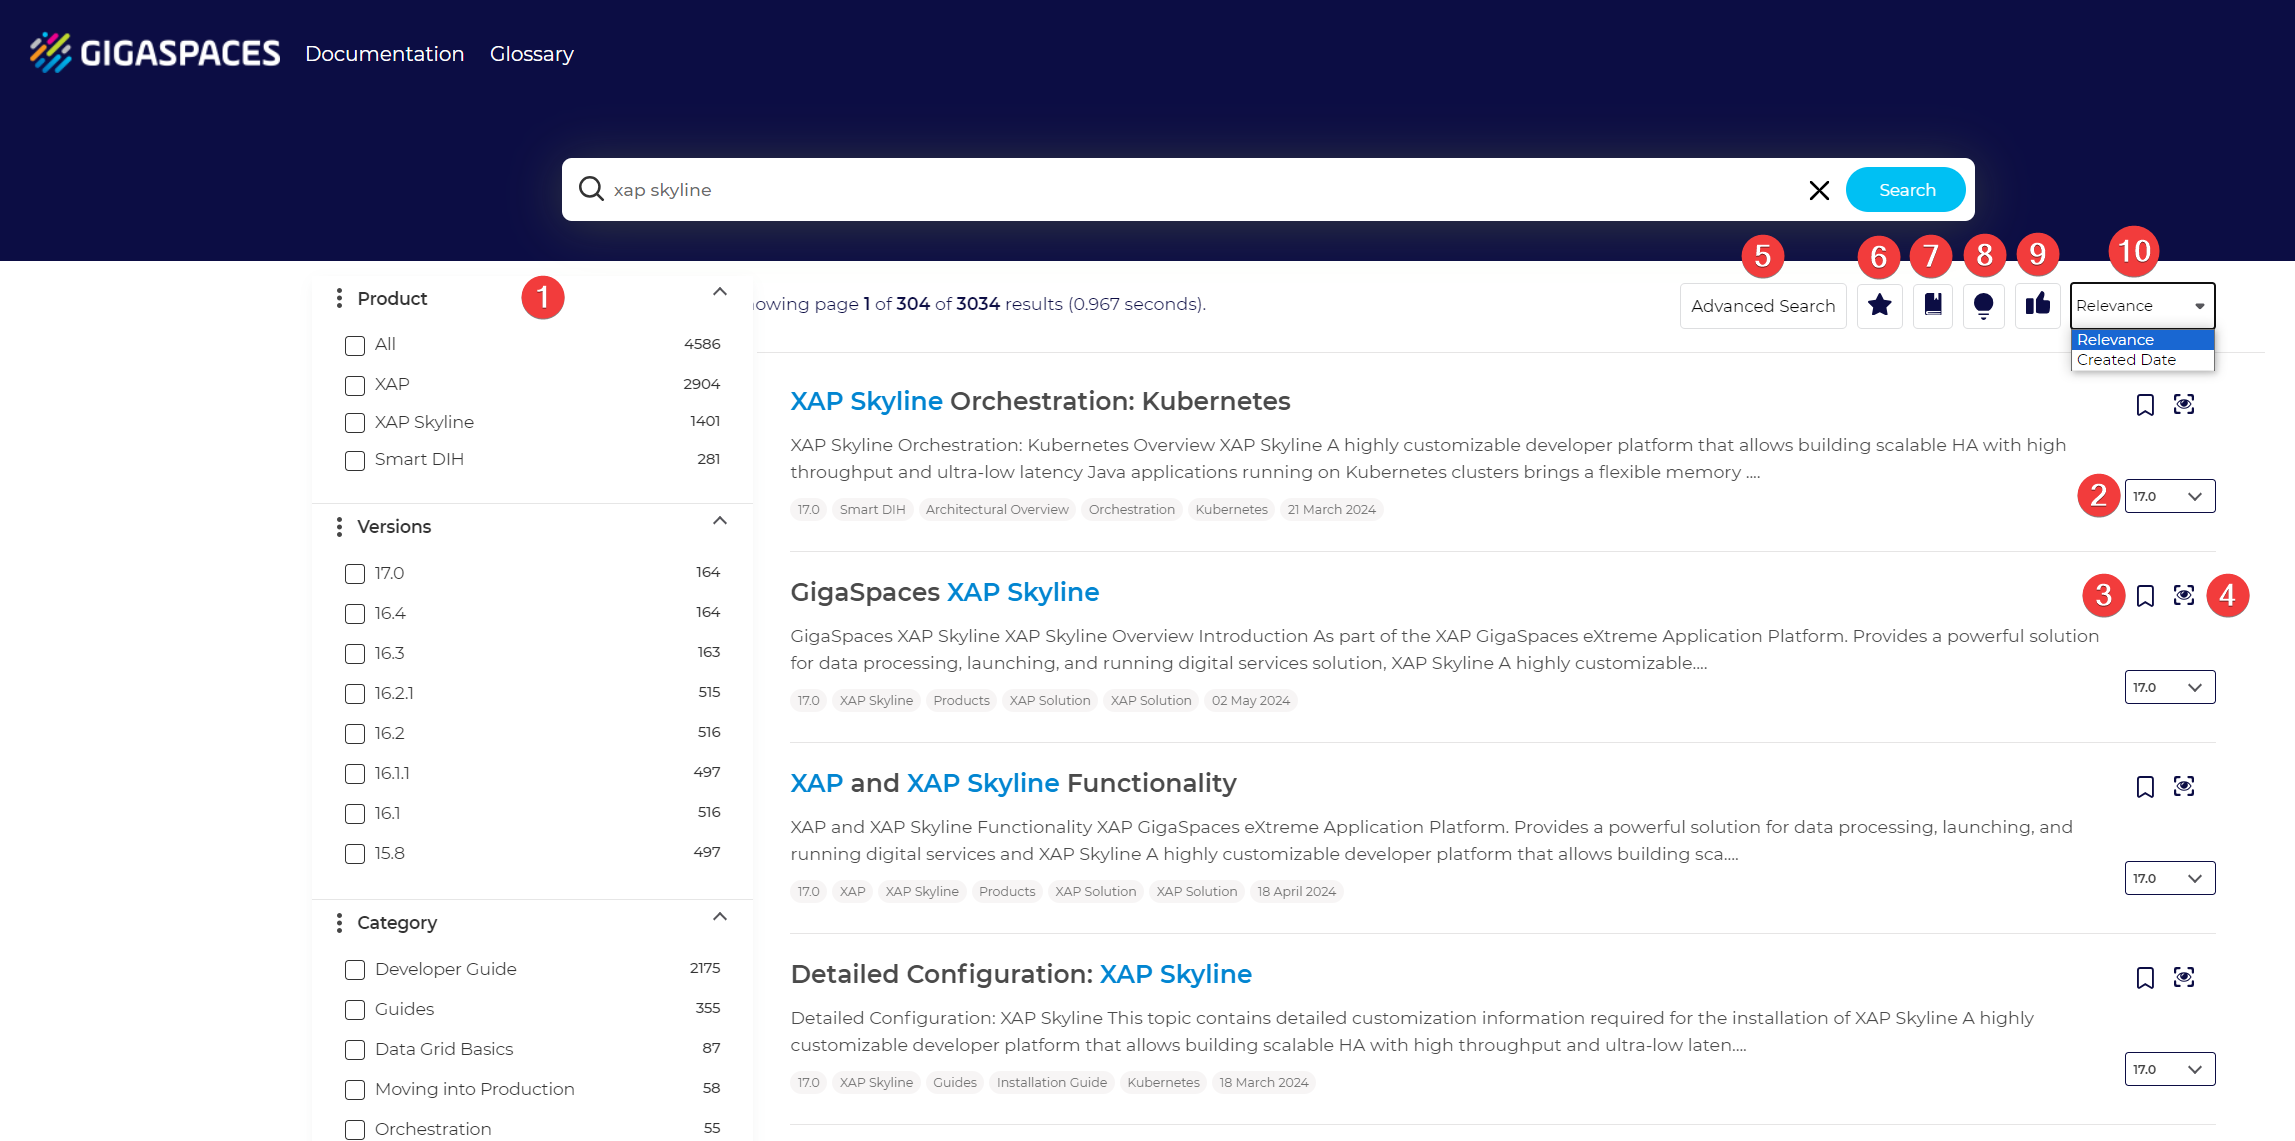 GIGASPACES Documentation Glossary
xap skyline Search
5 6 7 8 9 10
Product 1
All 4586
XAP 2904
XAP Skyline 1401
Smart DIH 281
Versions
17.0 164
16.4 164
16.3 163
16.2.1 515
16.2 516
16.1.1 497
16.1 516
15.8 497
Category
Developer Guide 2175
Guides 355
Data Grid Basics 87
Moving into Production 58
Orchestration 55
owing page 1 of 304 of 3034 results (0.967 seconds).
Advanced Search
Relevance
Relevance
Created Date
XAP Skyline Orchestration: Kubernetes
XAP Skyline Orchestration: Kubernetes Overview XAP Skyline A highly customizable developer platform that allows building scalable HA with high
throughput and ultra-low latency Java applications running on Kubernetes clusters brings a flexible memory ....
17.0 Smart DIH Architectural Overview Orchestration Kubernetes 21 March 2024
2 17.0
GigaSpaces XAP Skyline
3 4
GigaSpaces XAP Skyline XAP Skyline Overview Introduction As part of the XAP GigaSpaces eXtreme Application Platform. Provides a powerful solution
for data processing, launching, and running digital services solution, XAP Skyline A highly customizable....
17.0 XAP Skyline Products XAP Solution XAP Solution 02 May 2024
17.0
XAP and XAP Skyline Functionality
XAP and XAP Skyline Functionality XAP GigaSpaces eXtreme Application Platform. Provides a powerful solution for data processing, launching, and
running digital services and XAP Skyline A highly customizable developer platform that allows building sca....
17.0 XAP XAP Skyline Products XAP Solution XAP Solution 18 April 2024
17.0
Detailed Configuration: XAP Skyline
Detailed Configuration: XAP Skyline This topic contains detailed customization information required for the installation of XAP Skyline A highly
customizable developer platform that allows building scalable HA with high throughput and ultra-low laten....
17.0 XAP Skyline Guides Installation Guide Kubernetes 18 March 2024
17.0